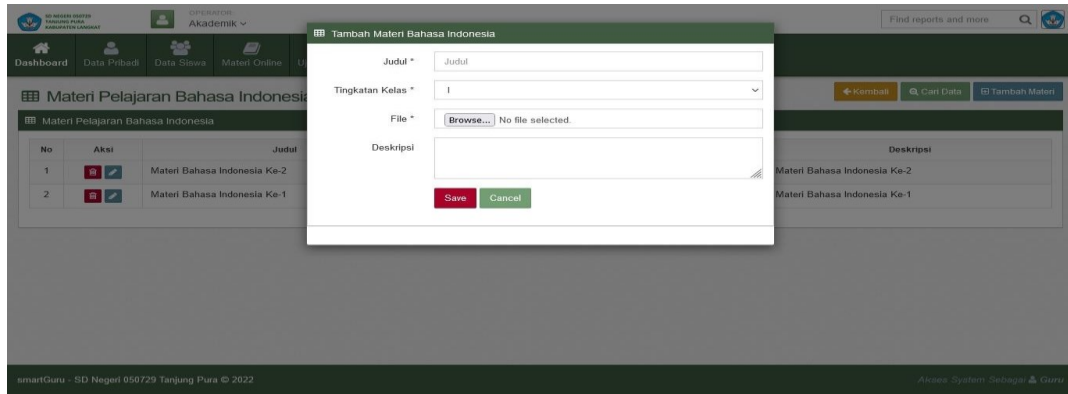 SD NEGERI 050729
TANJUNG PURA
KABUPATEN LANGKAT
OPERATOR
Akademik
Find reports and more
Dashboard
Data Pribadi
Data Siswa
Materi Online
Tambah Materi Bahasa Indonesia
Judul *
Judul
Tingkatan Kelas *
I
File *
Browse... No file selected.
Deskripsi
Save
Cancel
Materi Pelajaran Bahasa Indonesia
Kembali
Cari Data
Tambah Materi
Materi Pelajaran Bahasa Indonesia
No Aksi Judul Deskripsi
1 Materi Bahasa Indonesia Ke-2 Materi Bahasa Indonesia Ke-2
2 Materi Bahasa Indonesia Ke-1 Materi Bahasa Indonesia Ke-1
smartGuru - SD Negeri 050729 Tanjung Pura © 2022
Akses System Sebagai Guru